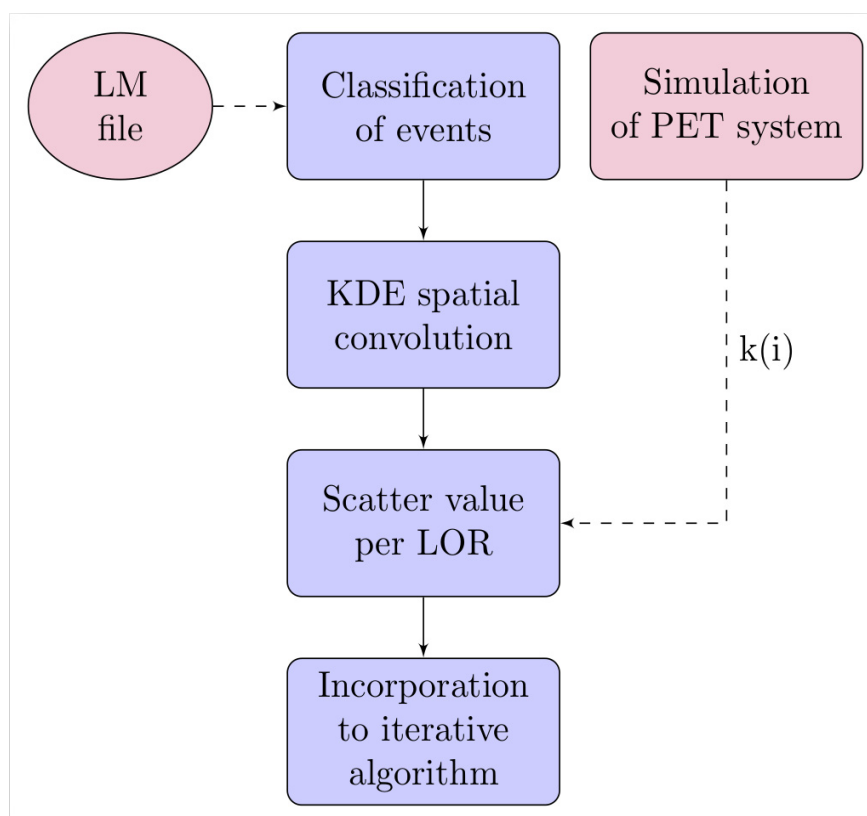 LM
file
Classification
of events
Simulation
of PET system
KDE spatial
convolution
k(i)
Scatter value
per LOR
Incorporation
to iterative
algorithm